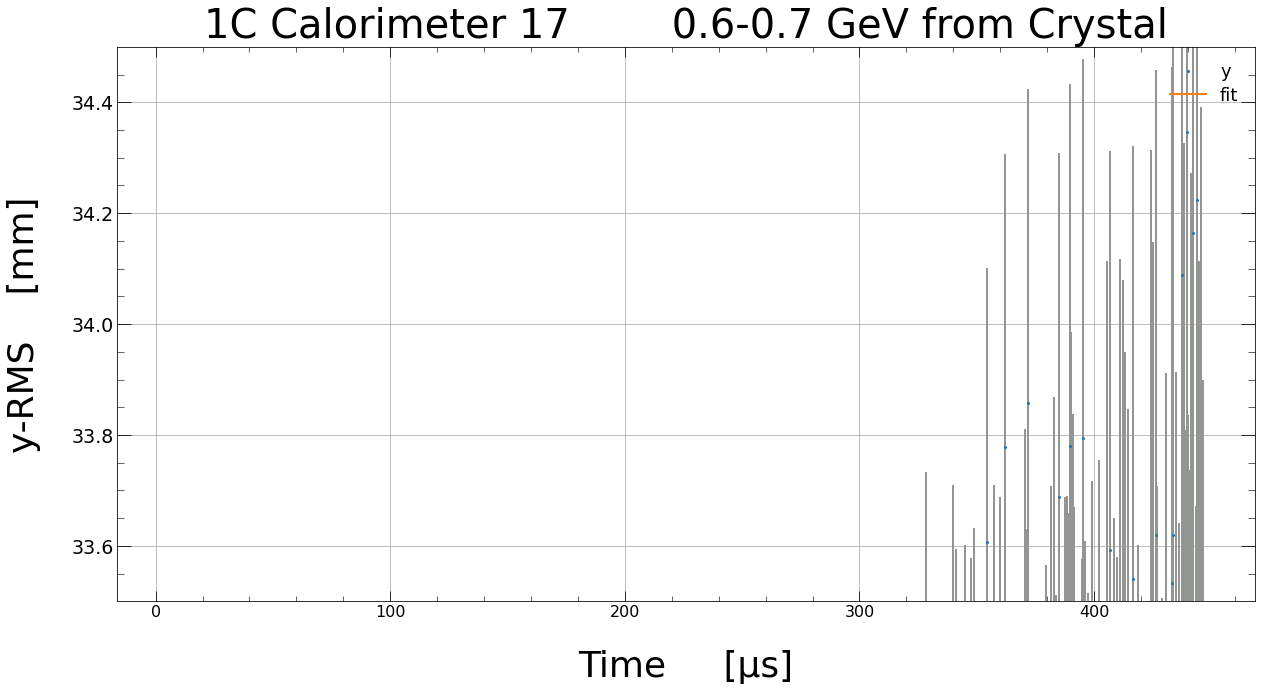 1C Calorimeter 17 0.6-0.7 GeV from Crystal
y
fit
34.4
34.2
34.0
33.8
33.6
y-RMS [mm]
0 100 200 300 400
Time [μs]